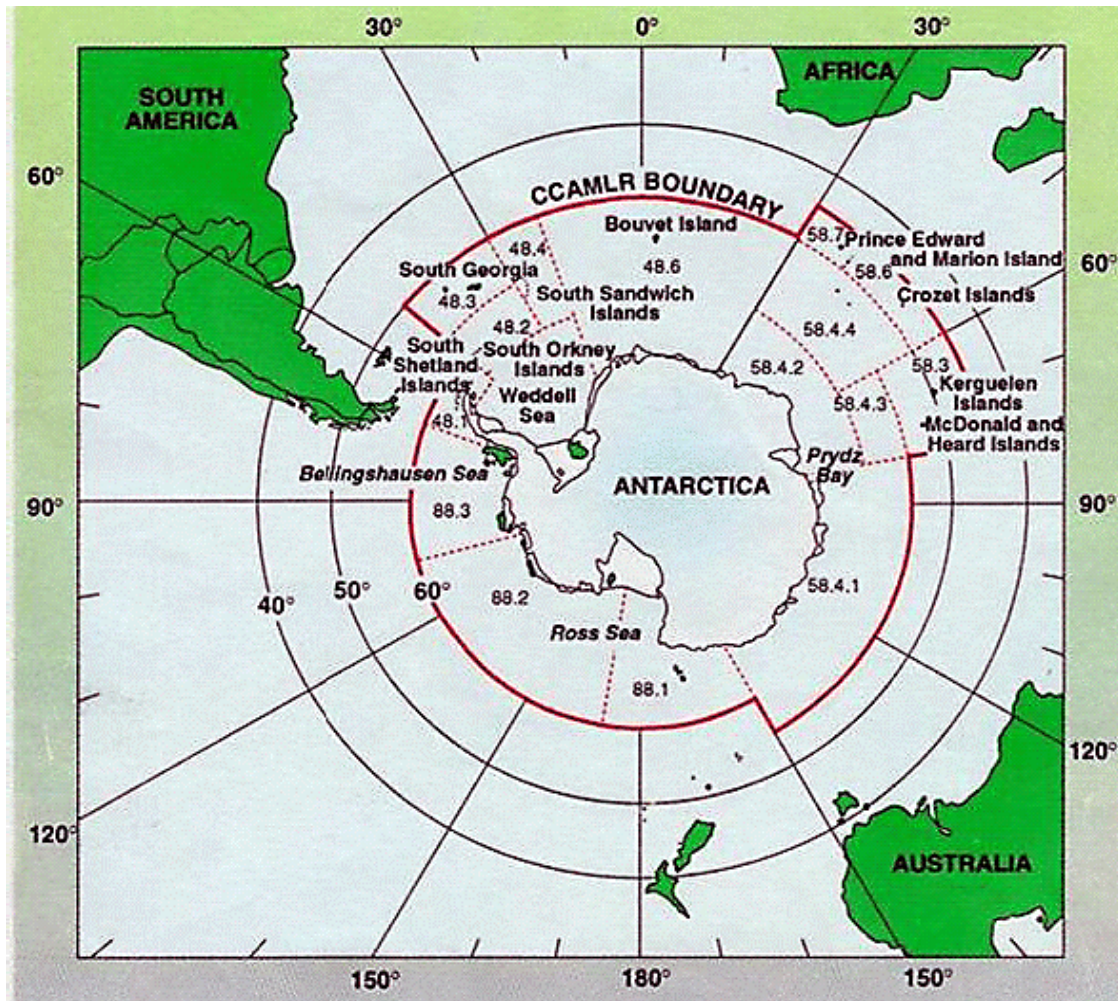 30°
0°
30°
AFRICA
SOUTH
AMERICA
60°
CCAMLR BOUNDARY
Bouvet Island
58.7
Prince Edward
and Marion Island
48.4
48.6
58.6
60°
South Georgia
48.3
South Sandwich
Islands
Crozet Islands
48.2
58.4.4
South
Shetland
Islands
South Orkney
Islands
58.4.2
58.3
Weddell
Sea
58.4.3
Kerguelen
Islands
48.1
McDonald and
Heard Islands
Bellingshausen Sea
Prydz
Bay
ANTARCTICA
90°
88.3
90°
40°
50°
60°
88.2
58.4.1
Ross Sea
88.1
120°
120°
AUSTRALIA
150°
180°
150°